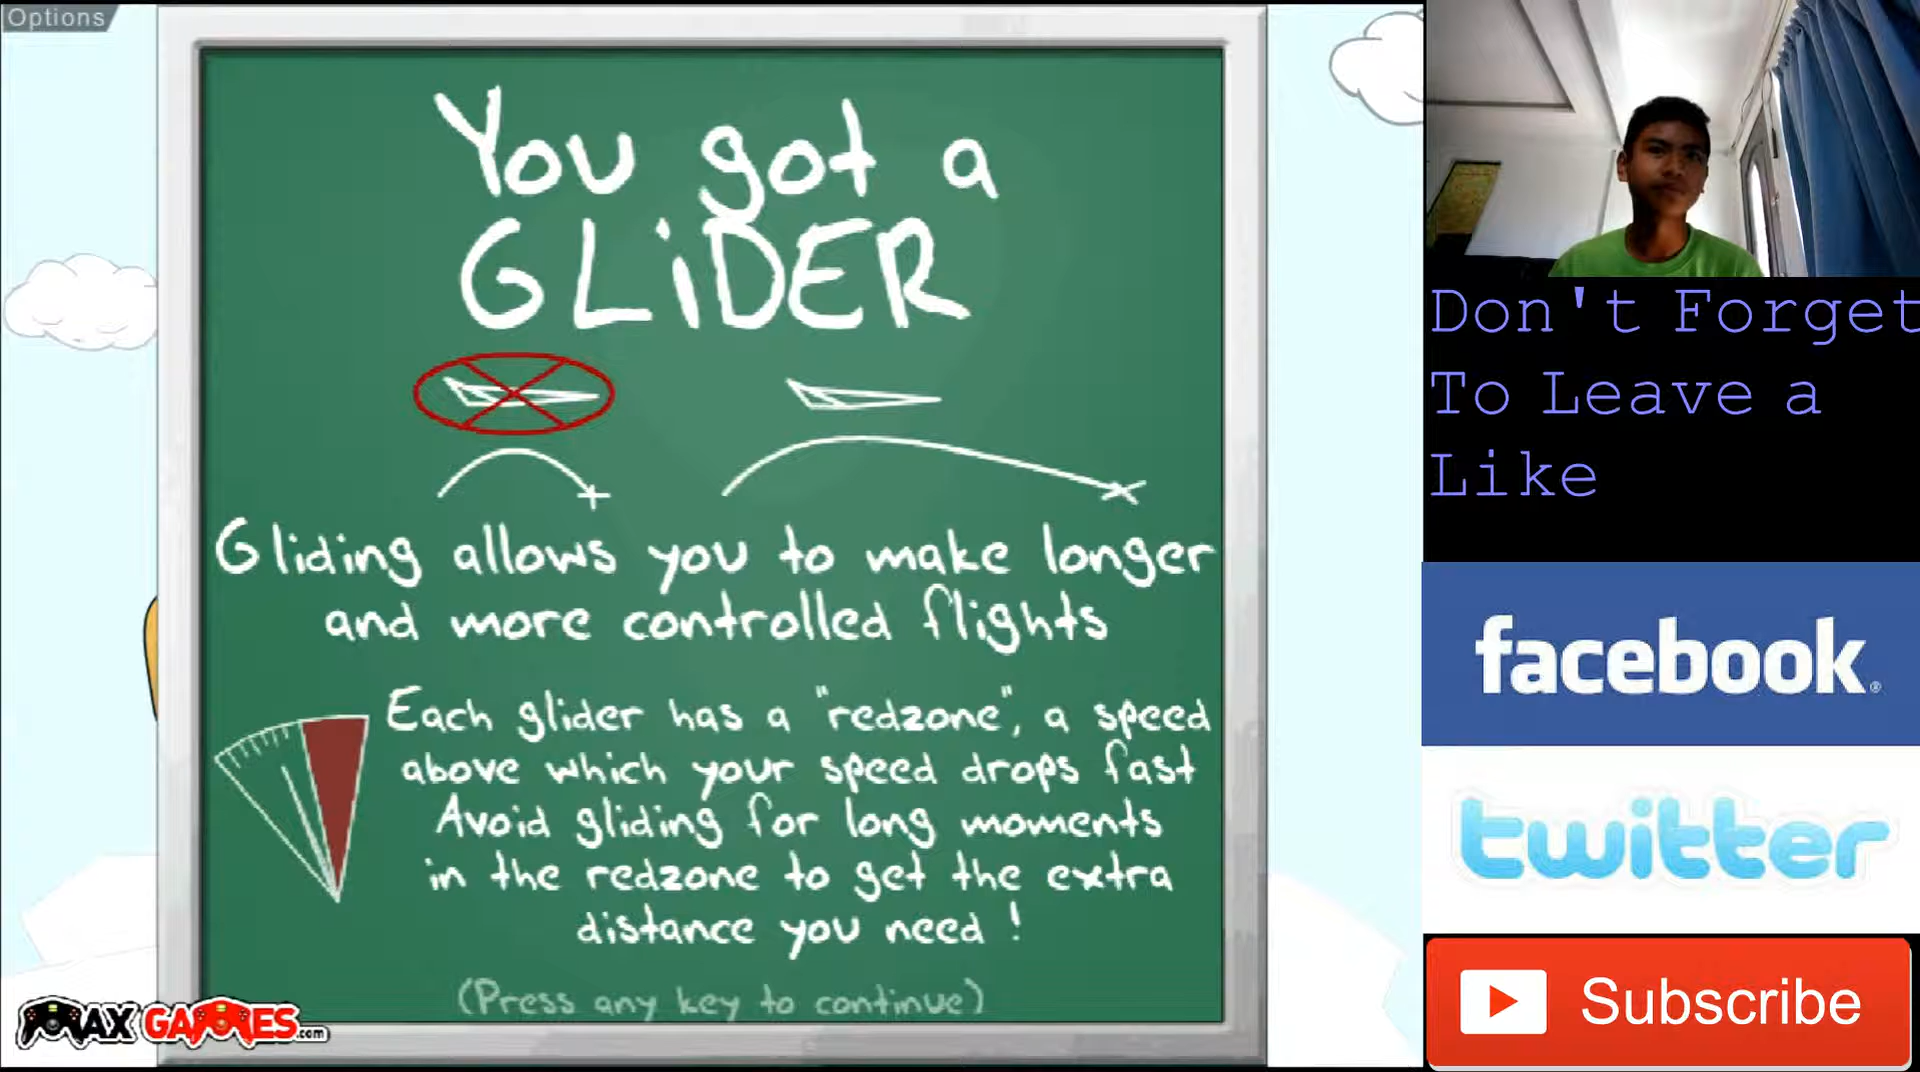 Options
You got a
GLiDER
Gliding allows you to make longer
and more controlled flights
Each glider has a "redzone", a speed
above which your speed drops fast
Avoid gliding for long moments
in the redzone to get the extra
distance you need !
(Press any key to continue)
MAX GAMES.com
Don't Forget
To Leave a
Like
facebook®
twitter
Subscribe